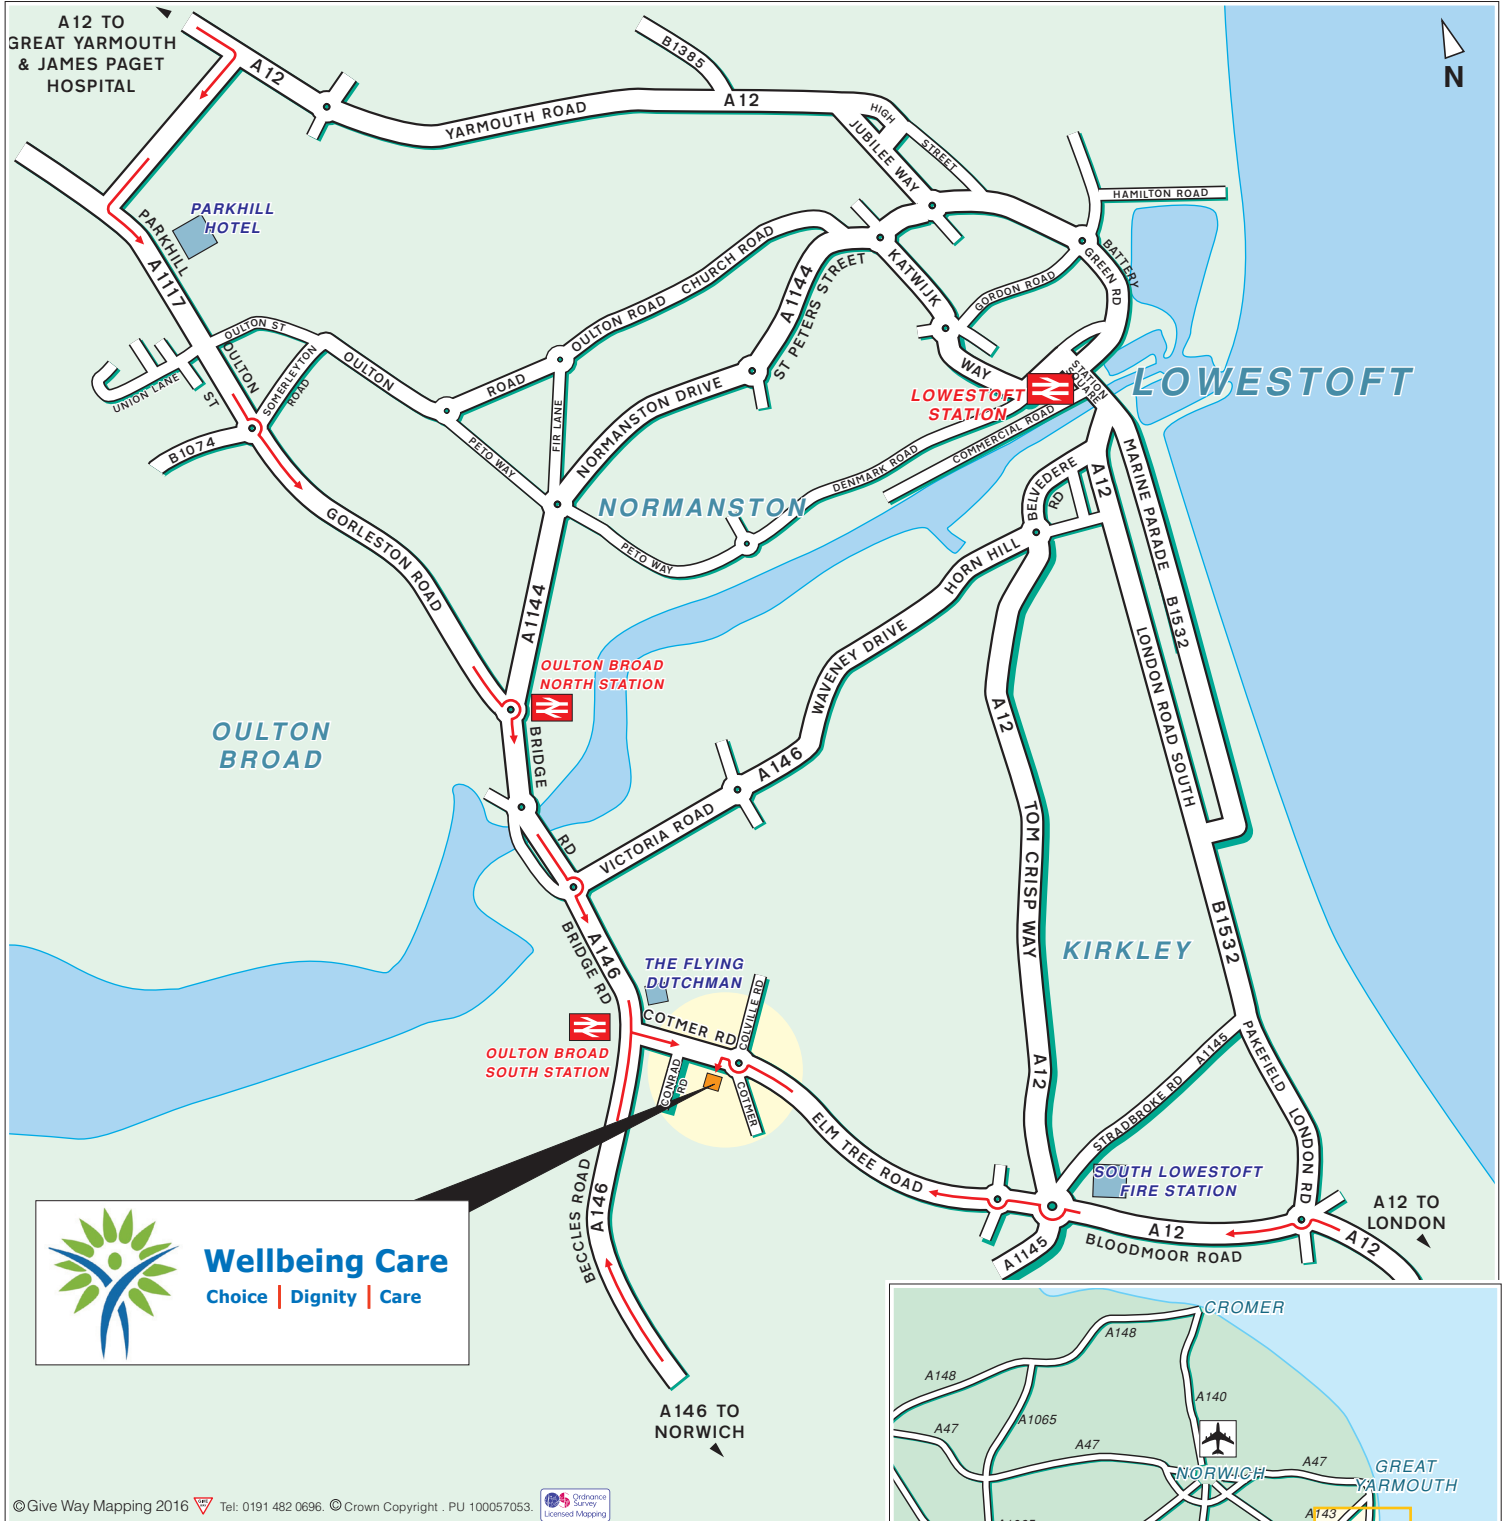 A12 TO
GREAT YARMOUTH
& JAMES PAGET
HOSPITAL
A12
B1385
N
YARMOUTH ROAD
A12
HIGH
STREET
JUBILEE WAY
HAMILTON ROAD
PARKHILL
HOTEL
PARKHILL
A1117
OULTON ROAD
CHURCH ROAD
A1144
ST PETERS STREET
KATWIJK
WAY
GORDON ROAD
BATTERY
GREEN RD
OULTON ST
UNION LANE
OULTON
ST
SOMERLEYTON
ROAD
OULTON
ROAD
FIR LANE
NORMANSTON DRIVE
LOWESTOFT
STATION
STATION
SQUARE
LOWESTOFT
B1074
PETO WAY
DENMARK ROAD
COMMERCIAL ROAD
NORMANSTON
PETO WAY
BELVEDERE
RD
A12
MARINE PARADE
B1532
GORLESTON ROAD
A1144
HORN HILL
WAVENEY DRIVE
LONDON ROAD SOUTH
OULTON BROAD
NORTH STATION
OULTON
BROAD
BRIDGE
RD
A12
A146
VICTORIA ROAD
TOM CRISP WAY
KIRKLEY
B1532
A146
BRIDGE RD
THE FLYING
DUTCHMAN
COTMER RD
COLVILLE RD
OULTON BROAD
SOUTH STATION
CONRAD
RD
COTMER
A12
A1145
STRADBROKE RD
PAKEFIELD
LONDON RD
ELM TREE ROAD
SOUTH LOWESTOFT
FIRE STATION
A12 TO
LONDON
A12
BLOODMOOR ROAD
A12
A1145
BECCLES ROAD
A146
Wellbeing Care
Choice | Dignity | Care
A146 TO
NORWICH
CROMER
A148
A148
A140
A1065
A47
A47
NORWICH
A47
GREAT
YARMOUTH
A143
© Give Way Mapping 2016
Tel: 0191 482 0696. © Crown Copyright . PU 100057053.
Ordnance
Survey
Licensed Mapping